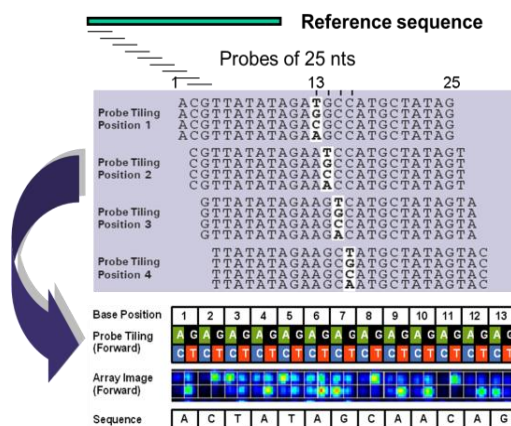 Reference sequence
Probes of 25 nts
1 13 25
Probe Tiling
Position 1
ACGTTATATAGATGCCATGCTATAG
ACGTTATATAGAGGCCATGCTATAG
ACGTTATATAGACGCCATGCTATAG
ACGTTATATAGAAGCCATGCTATAG
Probe Tiling
Position 2
CGTTATATAGAATCCATGCTATAGT
CGTTATATAGAAGCCATGCTATAGT
CGTTATATAGAACCCATGCTATAGT
CGTTATATAGAAACCATGCTATAGT
Probe Tiling
Position 3
GTTATATAGAAGTCATGCTATAGTA
GTTATATAGAAGGCATGCTATAGTA
GTTATATAGAAGCCATGCTATAGTA
GTTATATAGAAGACATGCTATAGTA
Probe Tiling
Position 4
TTATATAGAAGCTATGCTATAGTAC
TTATATAGAAGCGATGCTATAGTAC
TTATATAGAAGCCATGCTATAGTAC
TTATATAGAAGCAATGCTATAGTAC
Base Position 1 2 3 4 5 6 7 8 9 10 11 12 13
Probe Tiling
(Forward)
A G A G A G A G A G A G A G A G A G A G A G A G A G
C T C T C T C T C T C T C T C T C T C T C T C T C T
Array Image
(Forward)
Sequence A C T A T A G C A A C A G